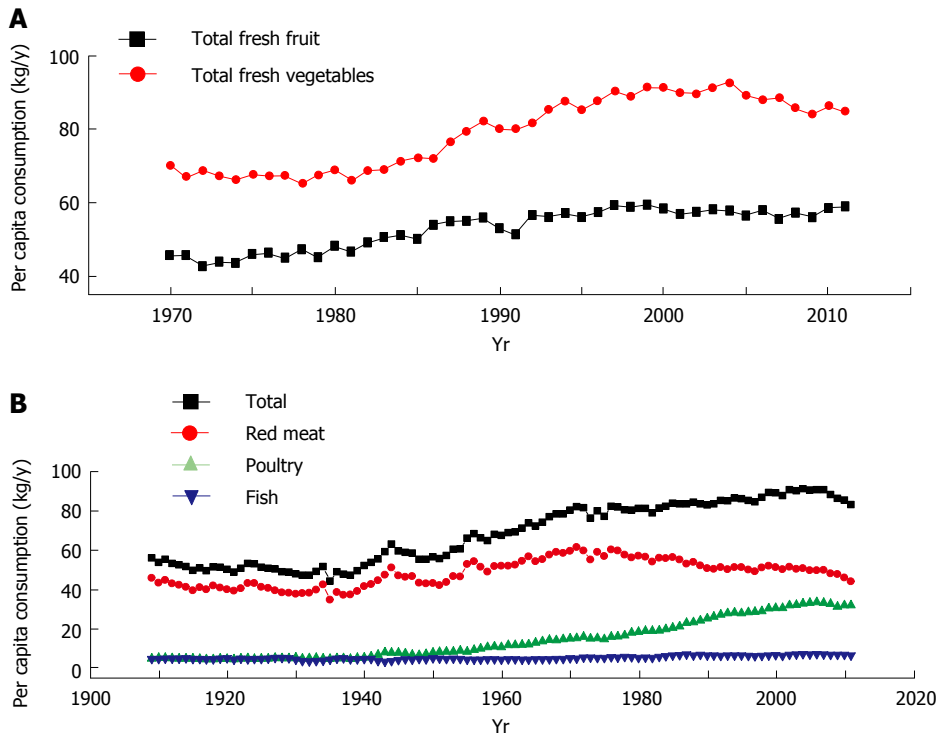 A
Total fresh fruit
Total fresh vegetables
Per capita consumption (kg/y)
100
80
60
40
1970 1980 1990 2000 2010
Yr
B
Total
Red meat
Poultry
Fish
Per capita consumption (kg/y)
100
80
60
40
20
0
1900 1920 1940 1960 1980 2000 2020
Yr